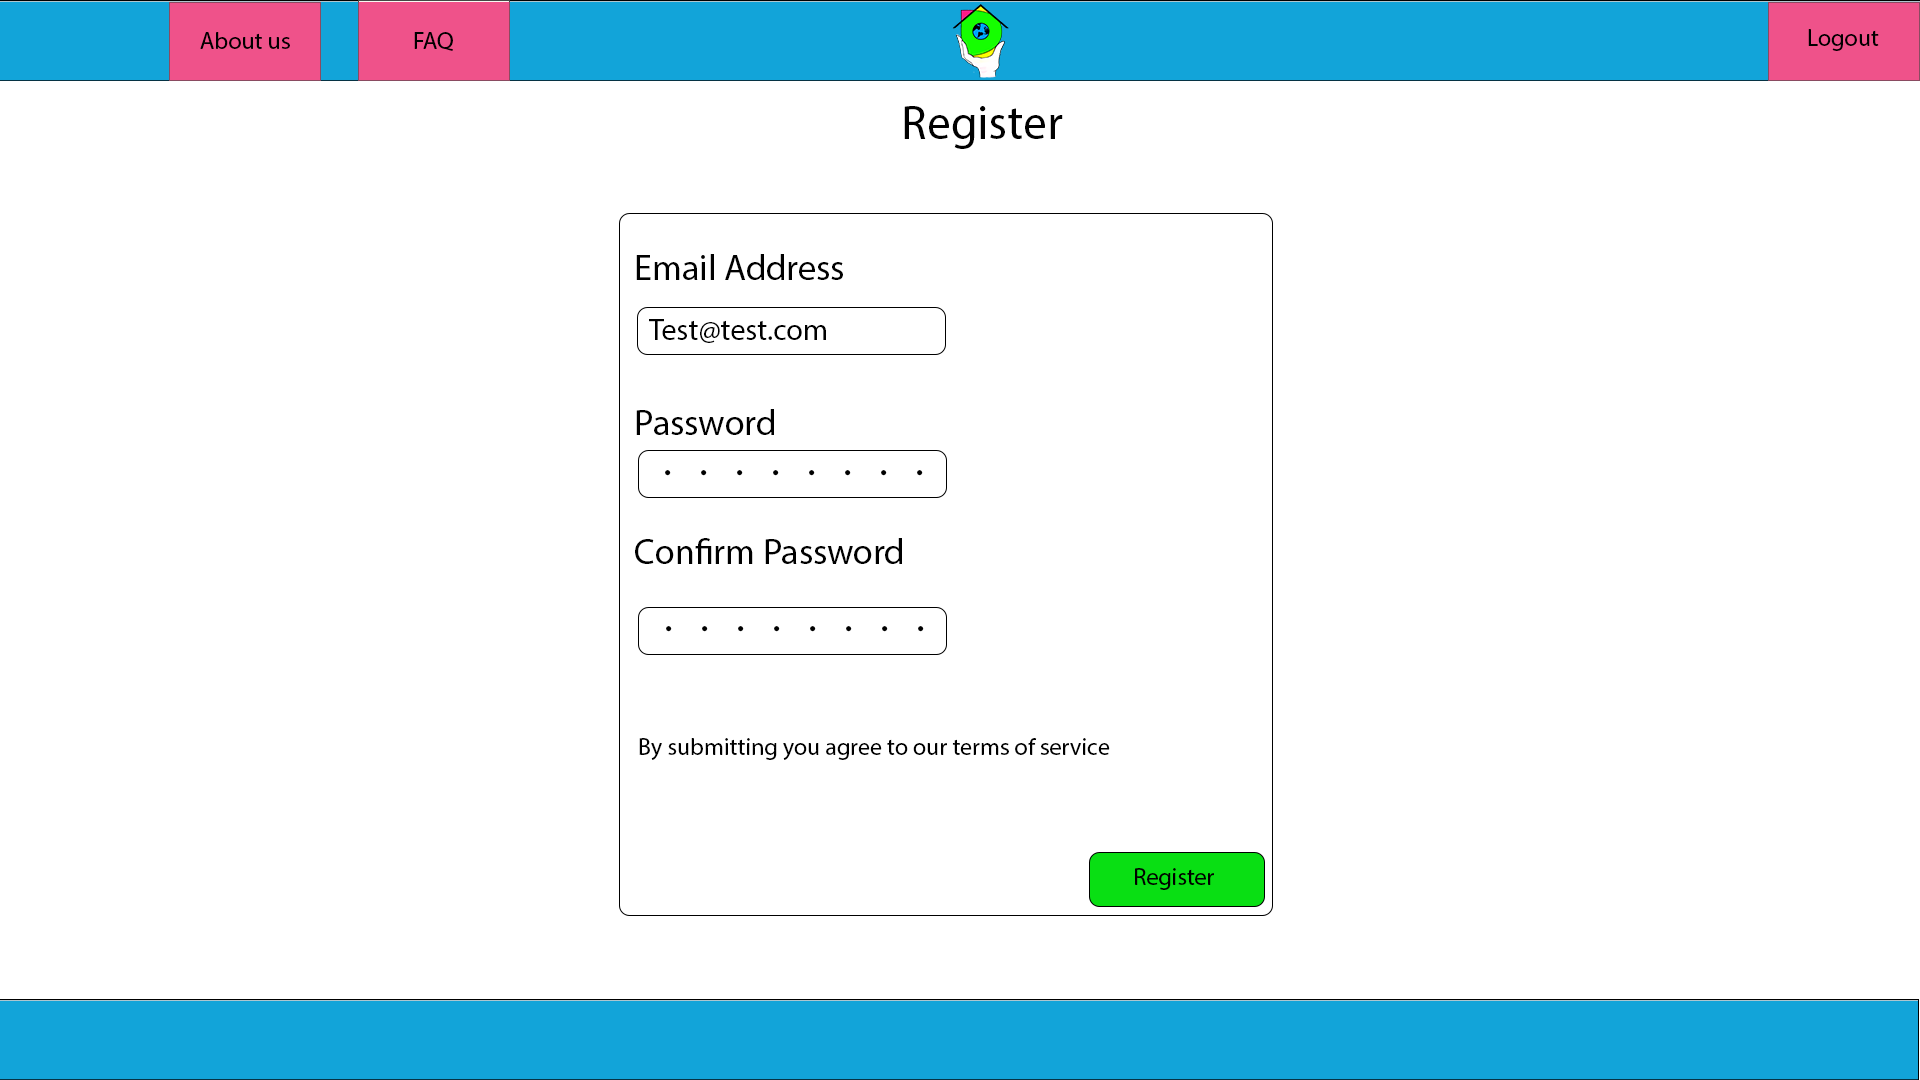 About us
FAQ
Logout
Register
Email Address
Test@test.com
Password
Confirm Password
By submitting you agree to our terms of service
Register